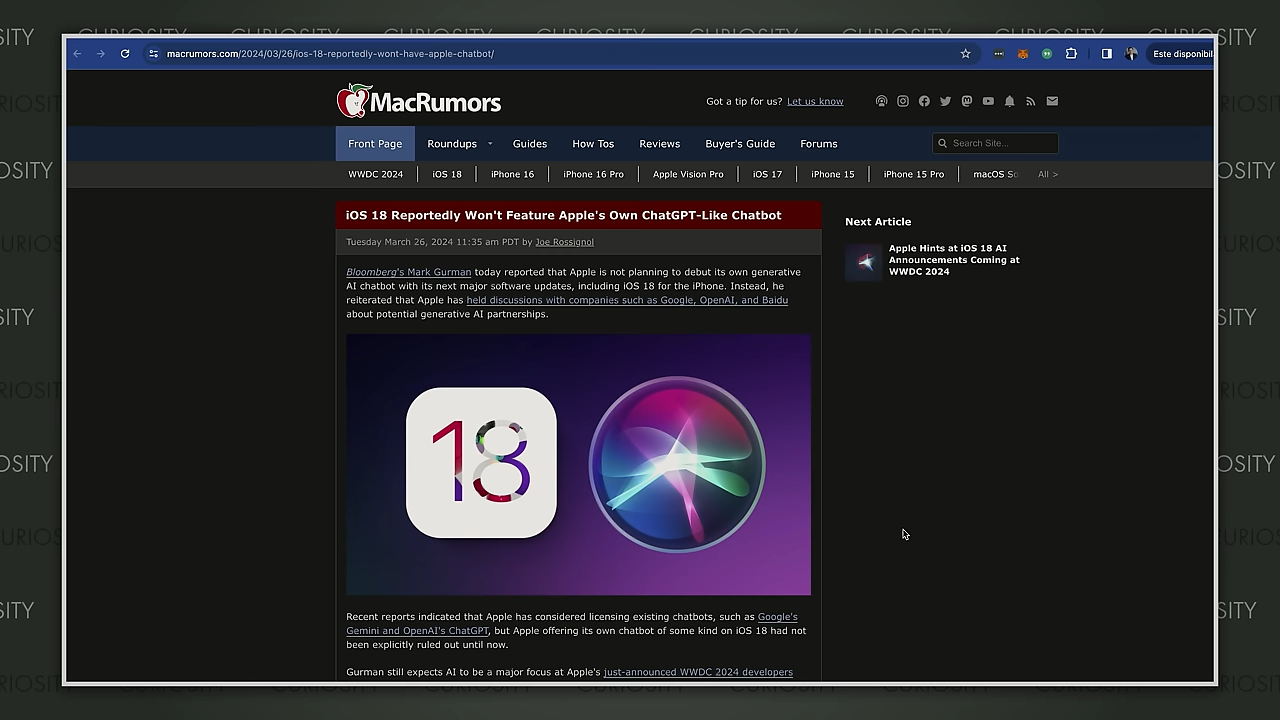 macrumors.com/2024/03/26/ios-18-reportedly-wont-have-apple-chatbot/
Este disponibil
MacRumors
Got a tip for us? Let us know
Front Page Roundups Guides How Tos Reviews Buyer's Guide Forums Search Site...
WWDC 2024 iOS 18 iPhone 16 iPhone 16 Pro Apple Vision Pro iOS 17 iPhone 15 iPhone 15 Pro macOS So All >
iOS 18 Reportedly Won't Feature Apple's Own ChatGPT-Like Chatbot
Tuesday March 26, 2024 11:35 am PDT by Joe Rossignol
Bloomberg's Mark Gurman today reported that Apple is not planning to debut its own generative
AI chatbot with its next major software updates, including iOS 18 for the iPhone. Instead, he
reiterated that Apple has held discussions with companies such as Google, OpenAI, and Baidu
about potential generative AI partnerships.
18
Recent reports indicated that Apple has considered licensing existing chatbots, such as Google's
Gemini and OpenAI's ChatGPT, but Apple offering its own chatbot of some kind on iOS 18 had not
been explicitly ruled out until now.
Gurman still expects AI to be a major focus at Apple's just-announced WWDC 2024 developers
Next Article
Apple Hints at iOS 18 AI
Announcements Coming at
WWDC 2024